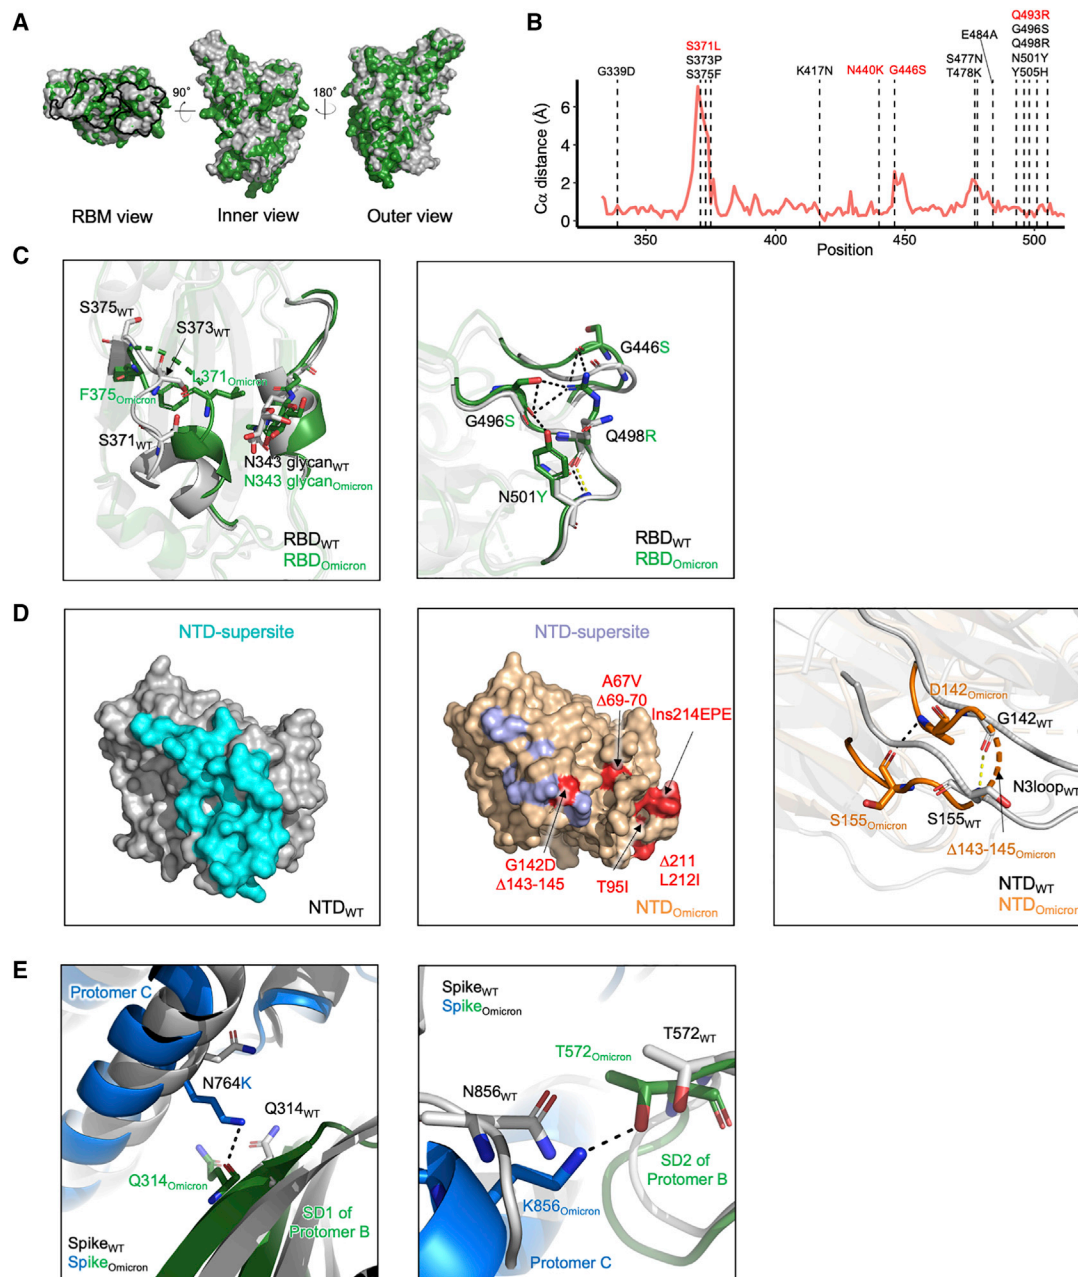 A
90°
180°
RBM view
Inner view
Outer view
B
Cα distance (Å)
6
4
2
0
G339D
S371L
S373P
S375F
K417N
N440K
G446S
S477N
T478K
E484A
Q493R
G496S
Q498R
N501Y
Y505H
350
400
450
500
Position
C
S375WT
S373WT
L371Omicron
F375Omicron
S371WT
N343 glycanWT
N343 glycanOmicron
RBDWT
RBDOmicron
G446S
G496S
Q498R
N501Y
RBDWT
RBDOmicron
D
NTD-supersite
NTDWT
NTD-supersite
A67V
Δ69-70
Ins214EPE
G142D
Δ143-145
T95I
Δ211
L212I
NTDOmicron
D142Omicron
G142WT
N3loopWT
S155Omicron
S155WT
Δ143-145Omicron
NTDWT
NTDOmicron
E
Protomer C
N764K
Q314WT
Q314Omicron
SD1 of
Protomer B
SpikeWT
SpikeOmicron
SpikeWT
SpikeOmicron
T572WT
T572Omicron
N856WT
SD2 of
Protomer B
K856Omicron
Protomer C